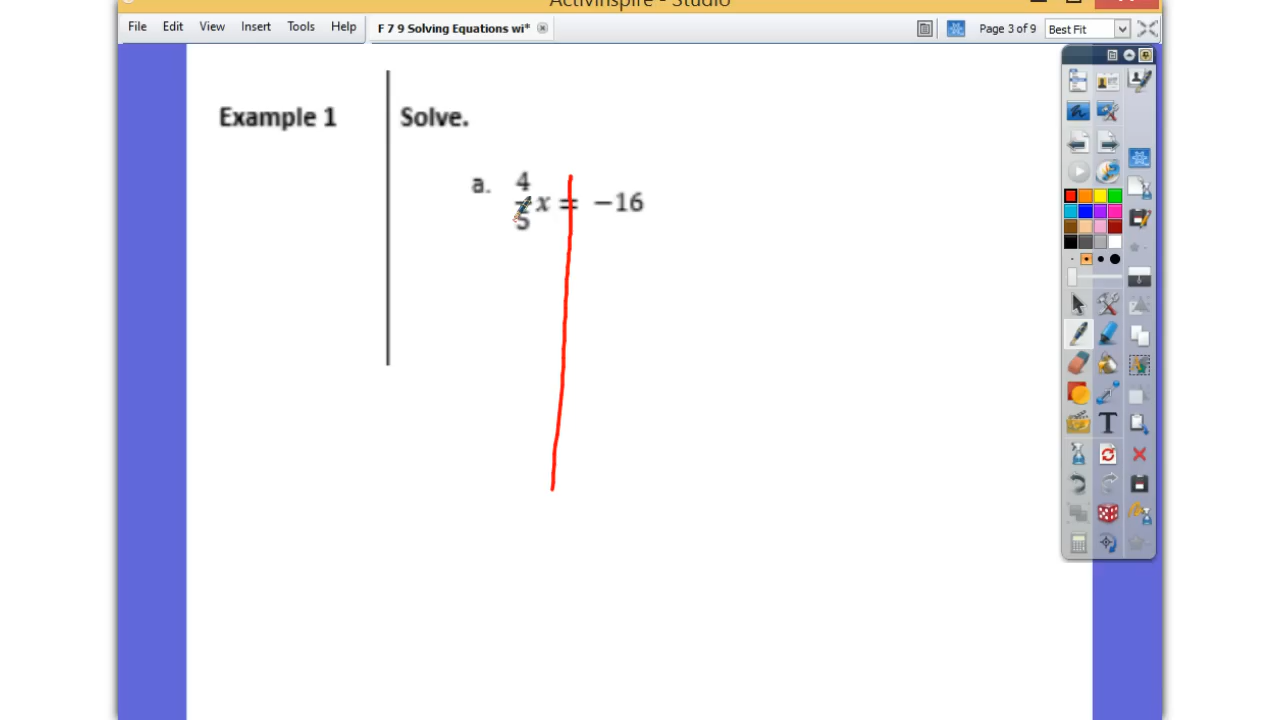 ActivInspire - Studio
File Edit View Insert Tools Help F 7 9 Solving Equations wi* Page 3 of 9 Best Fit
Example 1 Solve.
a. 4/5 x = −16
T